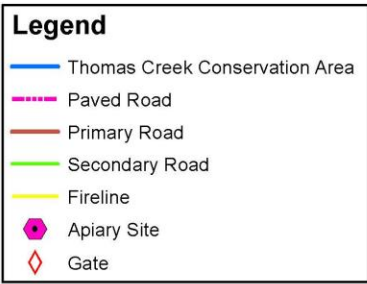 Legend
Thomas Creek Conservation Area
Paved Road
Primary Road
Secondary Road
Fireline
Apiary Site
Gate